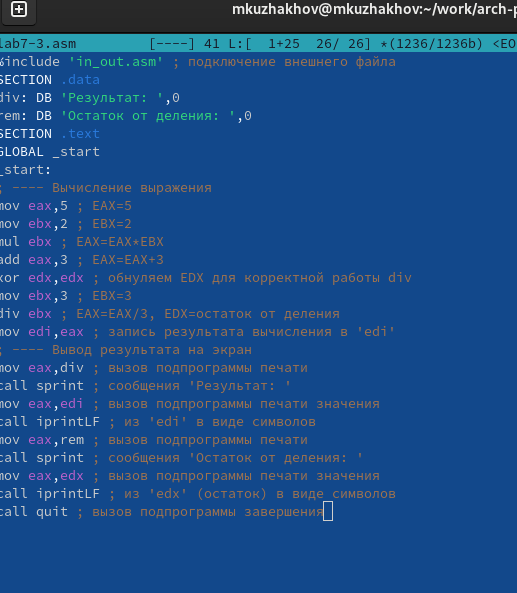 mkuzhakhov@mkuzhakhov:~/work/arch-p
lab7-3.asm [----] 41 L:[ 1+25 26/ 26] *(1236/1236b) <EO
%include 'in_out.asm' ; подключение внешнего файла
SECTION .data
div: DB 'Результат: ',0
rem: DB 'Остаток от деления: ',0
SECTION .text
GLOBAL _start
_start:
; ---- Вычисление выражения
mov eax,5 ; EAX=5
mov ebx,2 ; EBX=2
mul ebx ; EAX=EAX*EBX
add eax,3 ; EAX=EAX+3
xor edx,edx ; обнуляем EDX для корректной работы div
mov ebx,3 ; EBX=3
div ebx ; EAX=EAX/3, EDX=остаток от деления
mov edi,eax ; запись результата вычисления в 'edi'
; ---- Вывод результата на экран
mov eax,div ; вызов подпрограммы печати
call sprint ; сообщения 'Результат: '
mov eax,edi ; вызов подпрограммы печати значения
call iprintLF ; из 'edi' в виде символов
mov eax,rem ; вызов подпрограммы печати
call sprint ; сообщения 'Остаток от деления: '
mov eax,edx ; вызов подпрограммы печати значения
call iprintLF ; из 'edx' (остаток) в виде символов
call quit ; вызов подпрограммы завершения